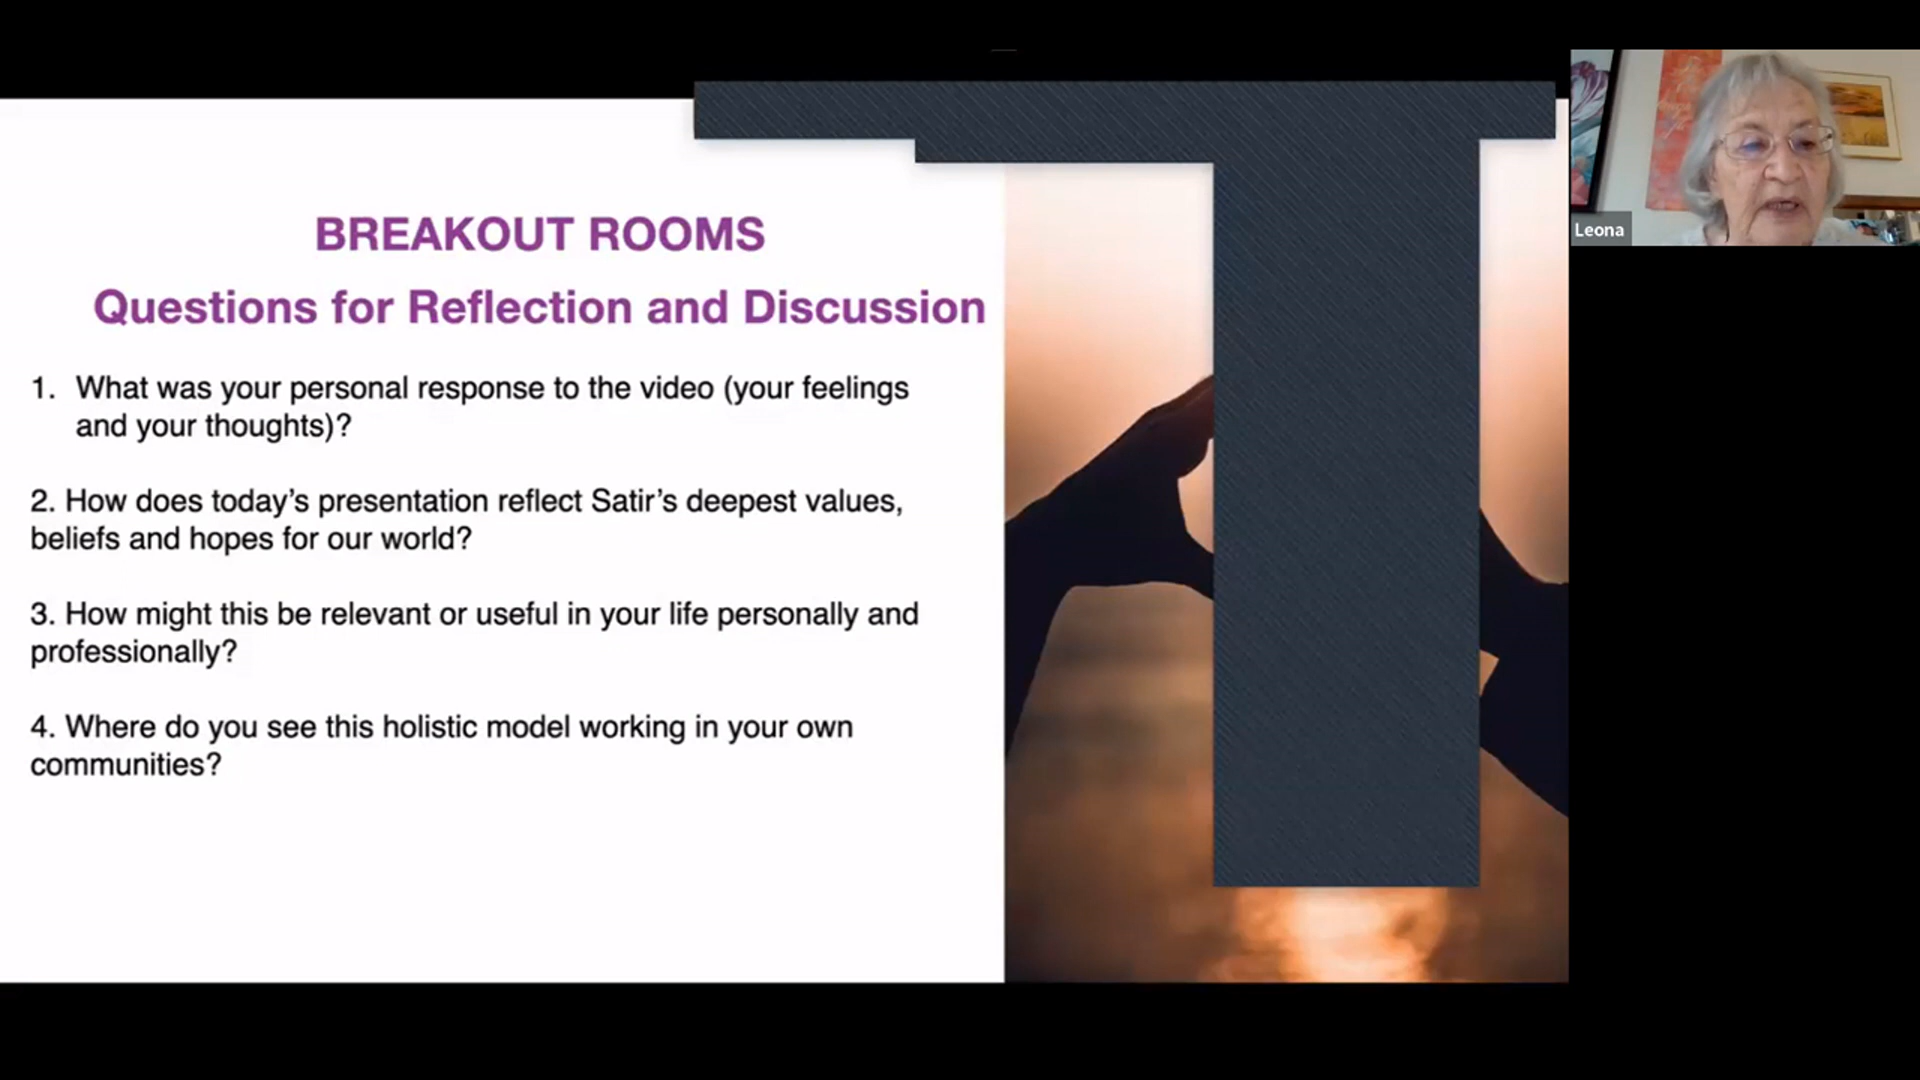 BREAKOUT ROOMS
Questions for Reflection and Discussion
1. What was your personal response to the video (your feelings
and your thoughts)?
2. How does today’s presentation reflect Satir’s deepest values,
beliefs and hopes for our world?
3. How might this be relevant or useful in your life personally and
professionally?
4. Where do you see this holistic model working in your own
communities?
Leona